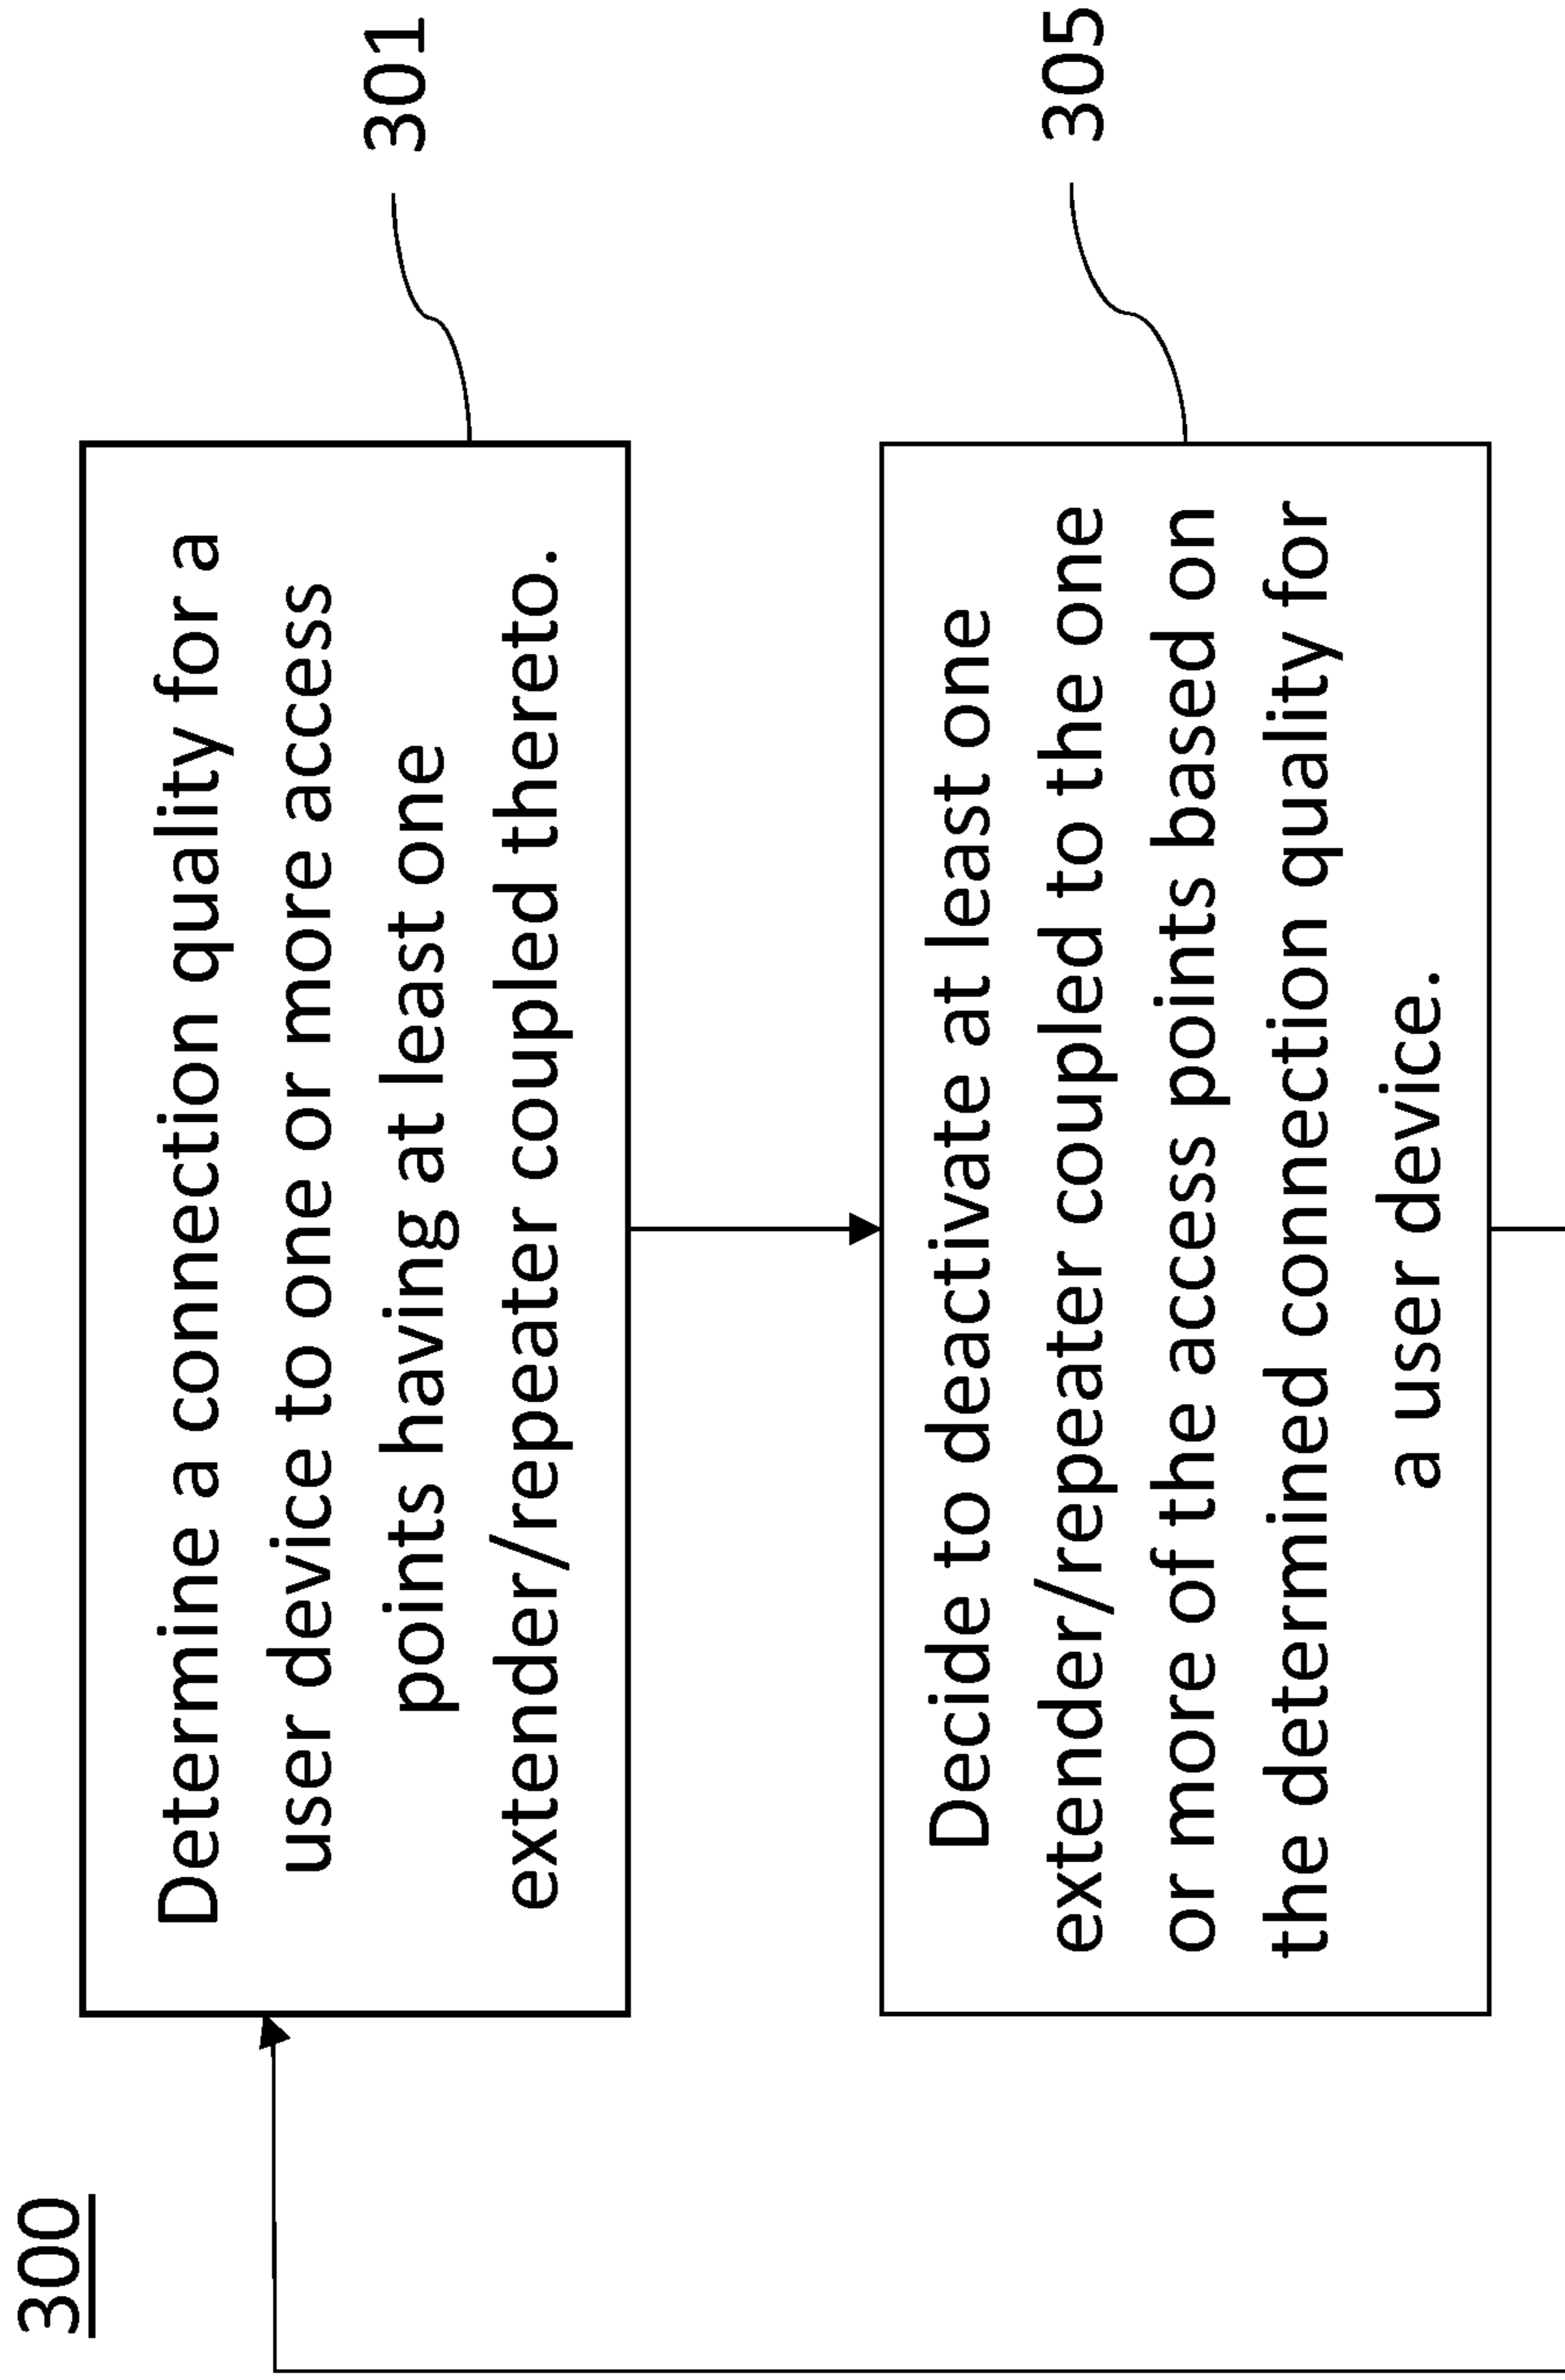 300
Determine a connection quality for a
user device to one or more access
points having at least one
extender/repeater coupled thereto.
301
Decide to deactivate at least one
extender/repeater coupled to the one
or more of the access points based on
the determined connection quality for
a user device.
305